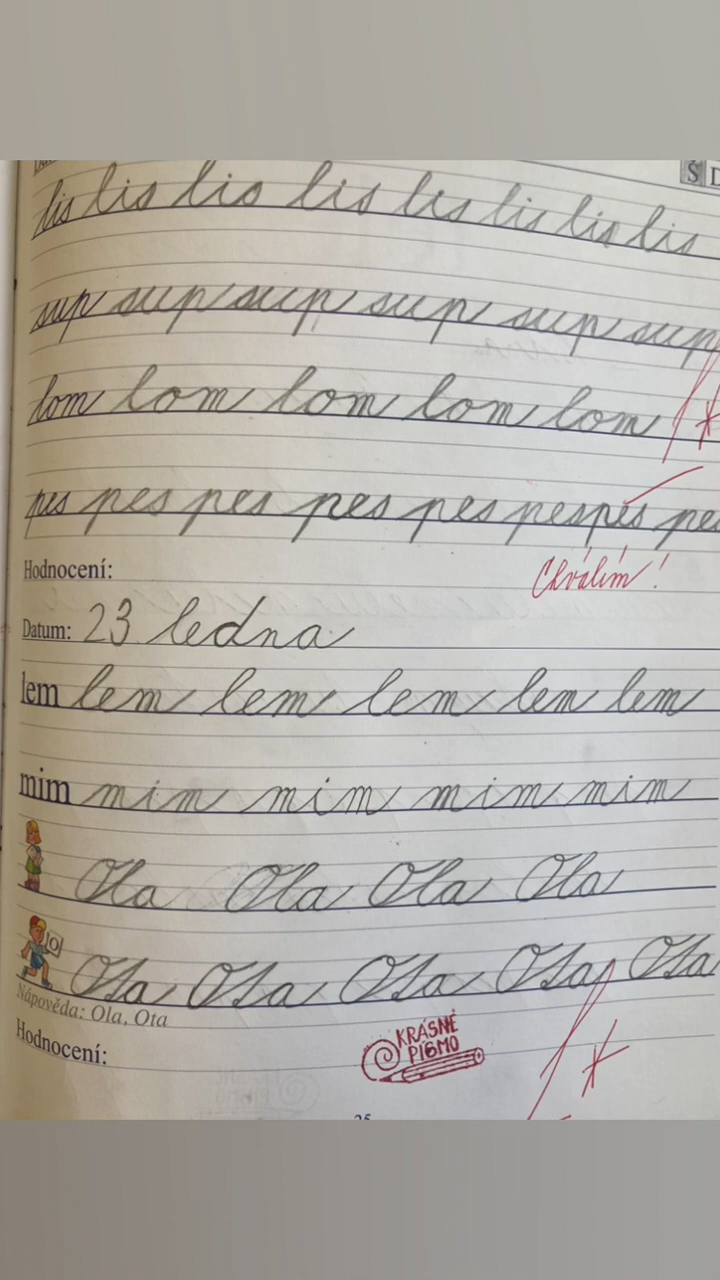 Š D
lis lis lis lis lis lis lis lis
sup sup sup sup sup sup
lom lom lom lom lom
pes pes pes pes pes pes pes pes
Hodnocení: Chválím!
Datum: 23 ledna
lem lem lem lem lem lem
mim mim mim mim mim
Ola Ola Ola Ola
Ota Ota Ota Ota Ota
Nápověda: Ola, Ota
Hodnocení:
KRÁSNÉ
PÍSMO